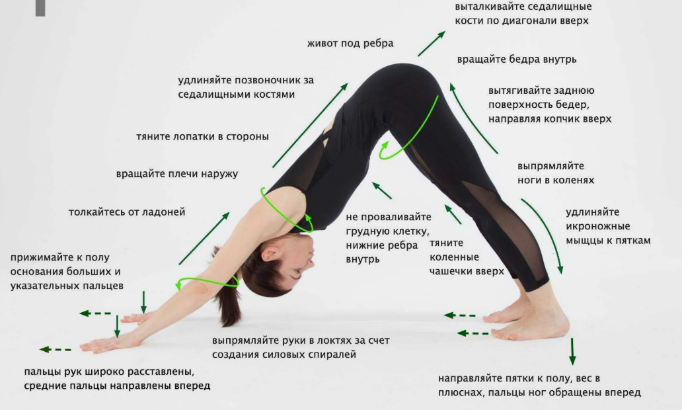 выталкивайте седалищные
кости по диагонали вверх
живот под ребра
вращайте бедра внутрь
удлиняйте позвоночник за
седалищными костями
вытягивайте заднюю
поверхность бедер,
направляя копчик вверх
тяните лопатки в стороны
выпрямляйте
ноги в коленях
вращайте плечи наружу
толкайтесь от ладоней
не проваливайте
грудную клетку,
нижние ребра
внутрь
удлиняйте
икроножные
мыщцы к пяткам
тяните
коленные
чашечки вверх
прижимайте к полу
основания больших и
указательных пальцев
выпрямляйте руки в локтях за счет
создания силовых спиралей
пальцы рук широко расставлены,
средние пальцы направлены вперед
направляйте пятки к полу, вес в
плюснах, пальцы ног обращены вперед